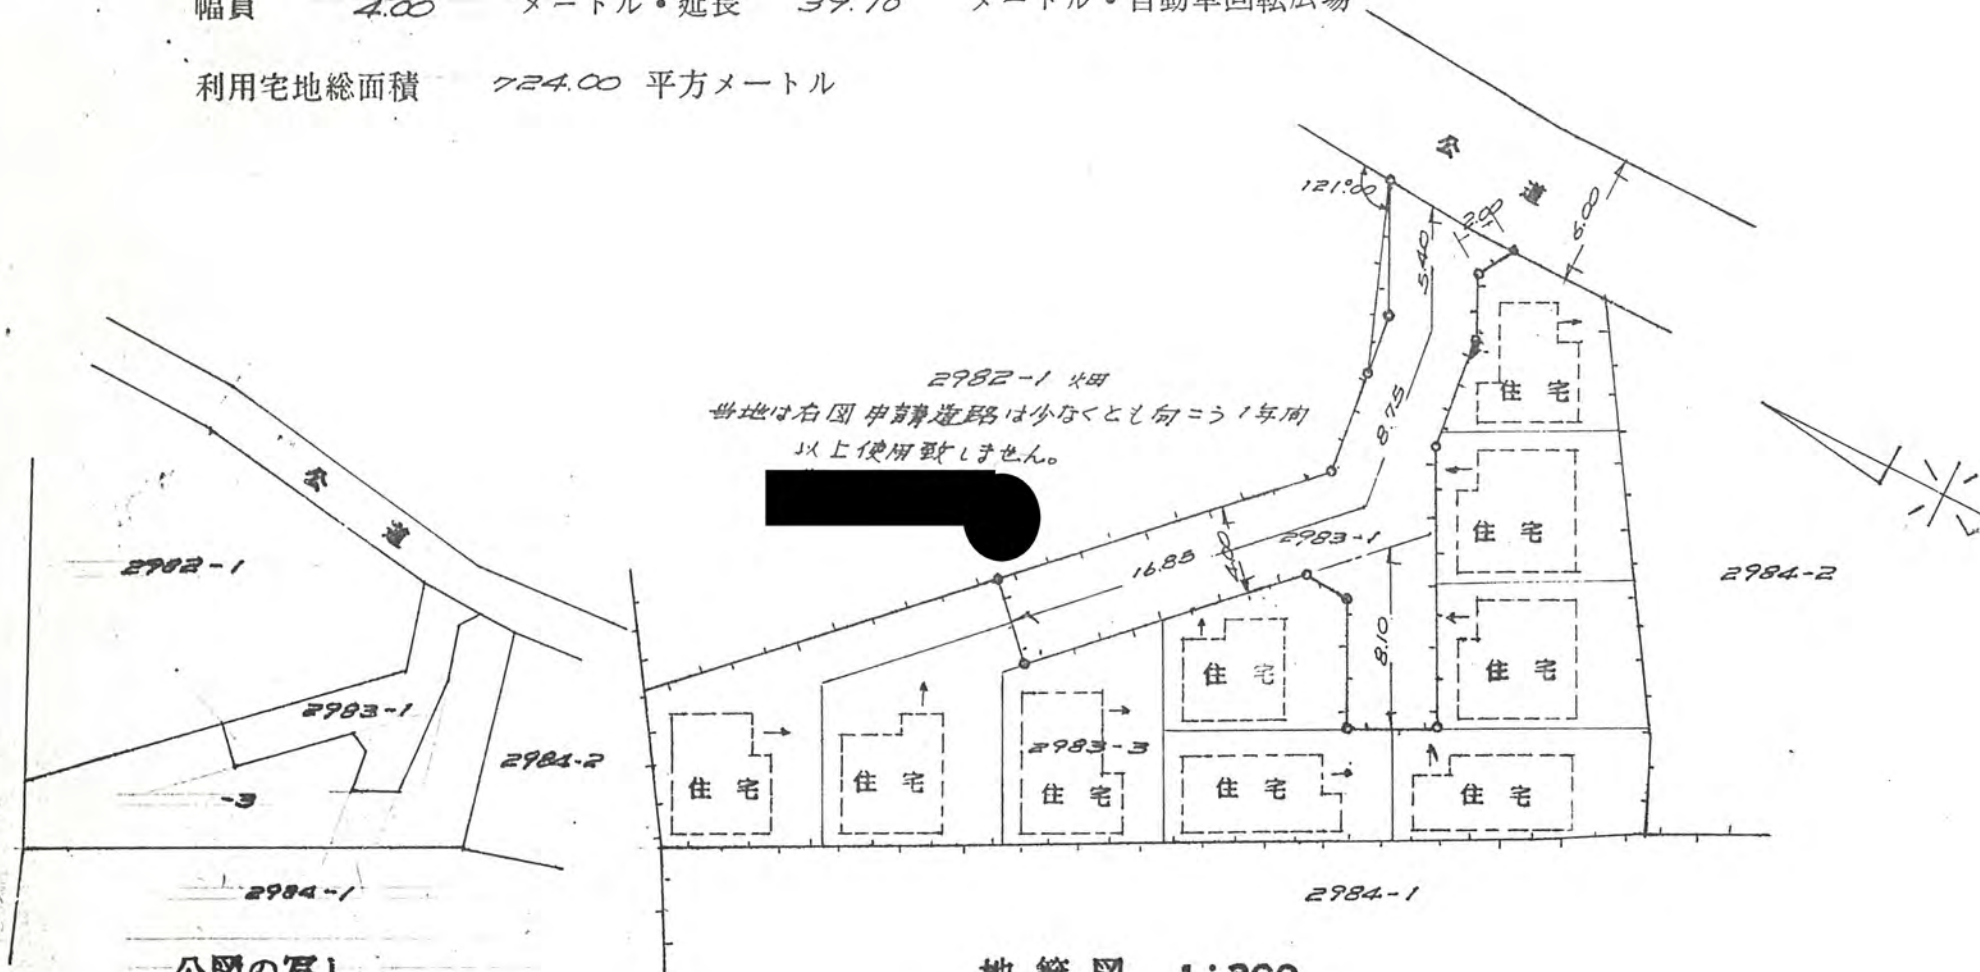 幅員 4.00 メートル・延長 39.10 メートル・自動車回転広場
利用宅地総面積 724.00 平方メートル
公
道
121°00
2.00
6.00
5.40
8.75
2982-1 畑
当地は右図申請道路は少なくとも向こう1年間
以上使用致しません。
16.85
4.00
2983-1
8.10
住宅
住宅
住宅
住宅
2984-2
住宅
住宅
2983-3
住宅
住宅
住宅
2984-1
公
道
2982-1
2983-1
2984-2
-3
2984-1
公図の写し
地籍図 1:300